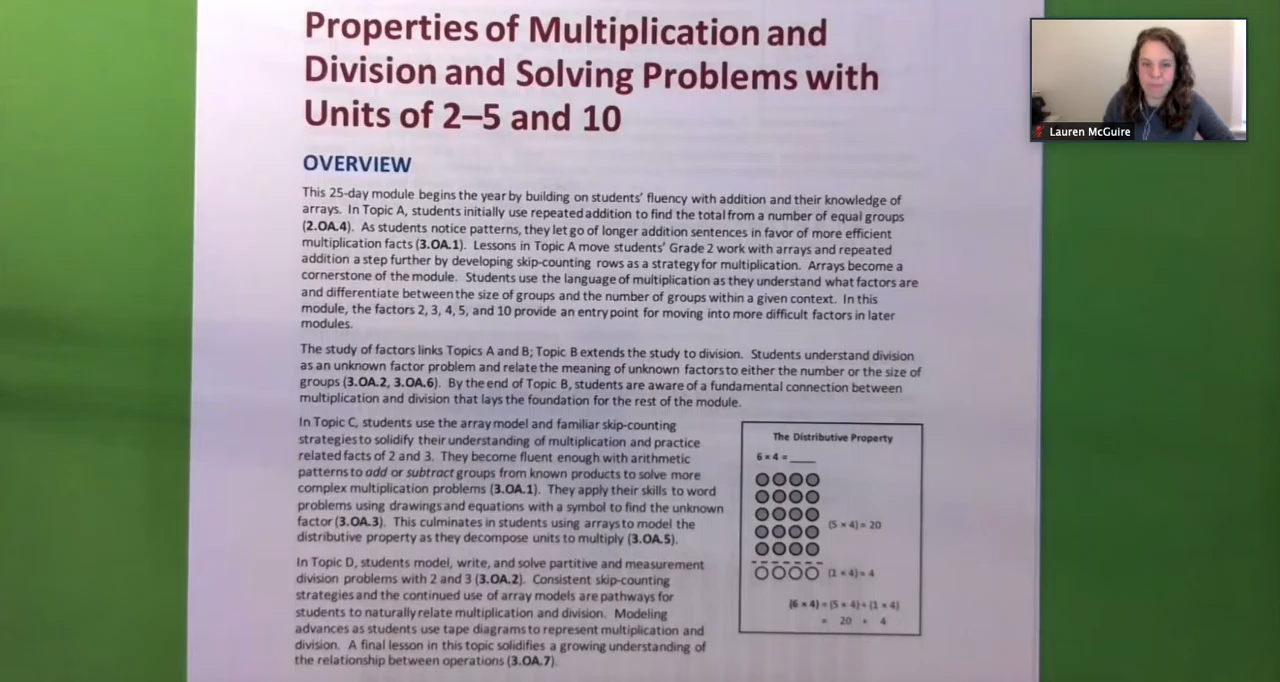 Properties of Multiplication and
Division and Solving Problems with
Units of 2–5 and 10
Lauren McGuire
OVERVIEW
This 25-day module begins the year by building on students' fluency with addition and their knowledge of
arrays. In Topic A, students initially use repeated addition to find the total from a number of equal groups
(2.OA.4). As students notice patterns, they let go of longer addition sentences in favor of more efficient
multiplication facts (3.OA.1). Lessons in Topic A move students' Grade 2 work with arrays and repeated
addition a step further by developing skip-counting rows as a strategy for multiplication. Arrays become a
cornerstone of the module. Students use the language of multiplication as they understand what factors are
and differentiate between the size of groups and the number of groups within a given context. In this
module, the factors 2, 3, 4, 5, and 10 provide an entry point for moving into more difficult factors in later
modules.
The study of factors links Topics A and B; Topic B extends the study to division. Students understand division
as an unknown factor problem and relate the meaning of unknown factors to either the number or the size of
groups (3.OA.2, 3.OA.6). By the end of Topic B, students are aware of a fundamental connection between
multiplication and division that lays the foundation for the rest of the module.
In Topic C, students use the array model and familiar skip-counting
strategies to solidify their understanding of multiplication and practice
related facts of 2 and 3. They become fluent enough with arithmetic
patterns to add or subtract groups from known products to solve more
complex multiplication problems (3.OA.1). They apply their skills to word
problems using drawings and equations with a symbol to find the unknown
factor (3.OA.3). This culminates in students using arrays to model the
distributive property as they decompose units to multiply (3.OA.5).
In Topic D, students model, write, and solve partitive and measurement
division problems with 2 and 3 (3.OA.2). Consistent skip-counting
strategies and the continued use of array models are pathways for
students to naturally relate multiplication and division. Modeling
advances as students use tape diagrams to represent multiplication and
division. A final lesson in this topic solidifies a growing understanding of
the relationship between operations (3.OA.7).
The Distributive Property
6 × 4 = ____
(5 × 4) = 20
(1 × 4) = 4
(6 × 4) = (5 × 4) + (1 × 4)
= 20 + 4